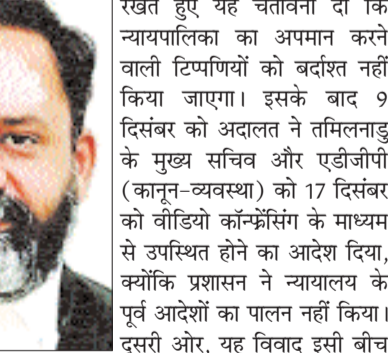 रखते हुए यह चेतावनी दी कि
न्यायपालिका का अपमान करने
वाली टिप्पणियों को बर्दाश्त नहीं
किया जाएगा। इसके बाद 9
दिसंबर को अदालत ने तमिलनाडु
के मुख्य सचिव और एडीजीपी
(कानून-व्यवस्था) को 17 दिसंबर
को वीडियो कॉन्फ्रेंसिंग के माध्यम
से उपस्थित होने का आदेश दिया,
क्योंकि प्रशासन ने न्यायालय के
पूर्व आदेशों का पालन नहीं किया।
दूसरी ओर, यह विवाद इसी बीच